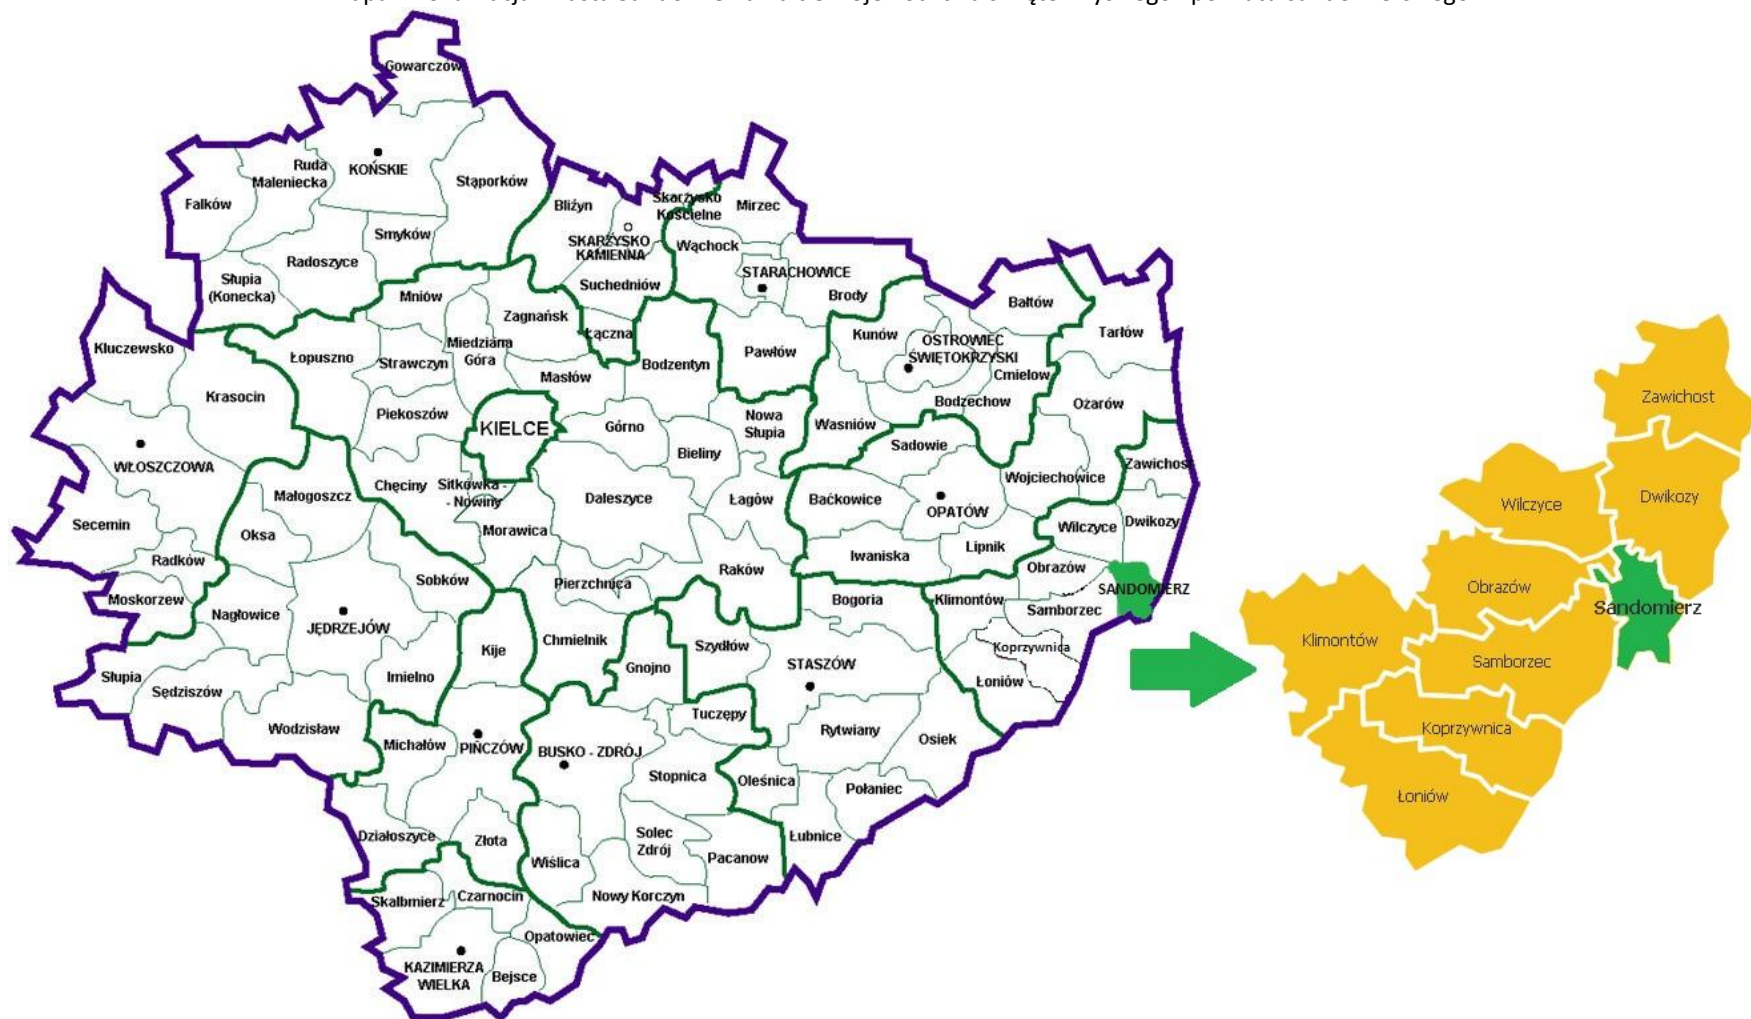 Gowarczów
Ruda
Maleniecka
KOŃSKIE
Stąporków
Fałków
Smyków
Radoszyce
Słupia
(Konecka)
Bliżyn
Skarżysko
Kościelne
Mirzec
SKARŻYSKO
KAMIENNA
Wąchock
Suchedniów
STARACHOWICE
Brody
Mniów
Zagnańsk
Łączna
Bałtów
Tarłów
Kluczewsko
Łopuszno
Strawczyn
Miedziana
Góra
Masłów
Bodzentyn
Pawłów
Kunów
OSTROWIEC
ŚWIĘTOKRZYSKI
Cmielow
Bodzechow
Ożarów
Krasocin
Piekoszów
KIELCE
Górno
Nowa
Słupia
Wasniów
Sadowie
Zawichost
WŁOSZCZOWA
Małogoszcz
Chęciny
Sitkówka -
- Nowiny
Bieliny
Daleszyce
Łagów
Baćkowice
OPATÓW
Wojciechowice
Secemin
Oksa
Morawica
Wilczyce
Dwikozy
Radków
Sobków
Pierzchnica
Raków
Iwaniska
Lipnik
Obrazów
Moskorzew
Nagłowice
JĘDRZEJÓW
Kije
Chmielnik
Bogoria
Klimontów
SANDOMIERZ
Samborzec
Koprzywnica
Słupia
Sędziszów
Imielno
Gnojno
Szydłów
STASZÓW
Łoniów
Wodzisław
Michałów
PIŃCZÓW
BUSKO - ZDRÓJ
Tuczępy
Rytwiany
Osiek
Stopnica
Oleśnica
Połaniec
Działoszyce
Złota
Wiślica
Solec
Zdrój
Pacanow
Łubnice
Skalbmierz
Czarnocin
Nowy Korczyn
Opatowiec
KAZIMIERZA
WIELKA
Bejsce
Zawichost
Wilczyce
Dwikozy
Obrazów
Sandomierz
Klimontów
Samborzec
Koprzywnica
Łoniów